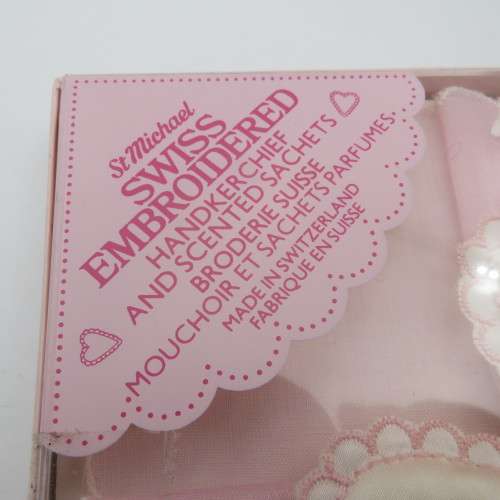 St Michael
SWISS
EMBROIDERED
HANDKERCHIEF
AND SCENTED SACHETS
BRODERIE SUISSE
MOUCHOIR ET SACHETS PARFUMES
MADE IN SWITZERLAND
FABRIQUE EN SUISSE